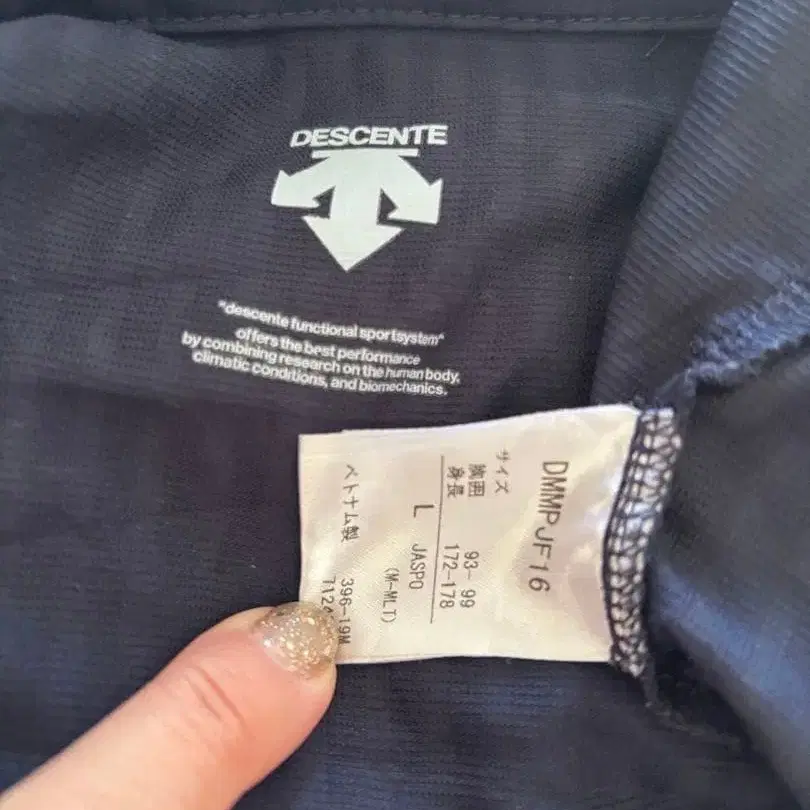 DESCENTE
"descente functional sportsystem"
offers the best performance
by combining research on the human body,
climatic conditions, and biomechanics.
DMMPJF16
サイズ
胸囲 93-99
身長 172-178
L JASPO
(M-MLT)
ベトナム製 396-19M